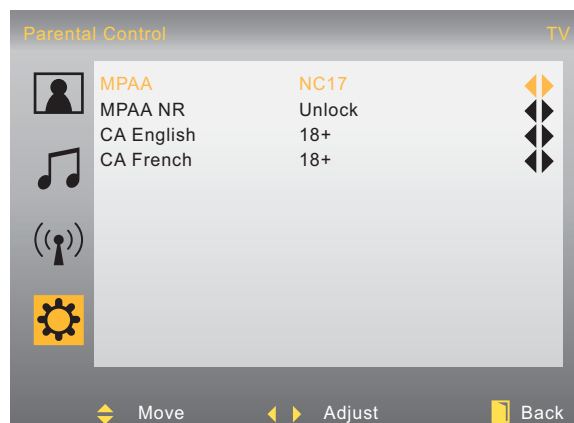 Parental Control TV
MPAA NC17
MPAA NR Unlock
CA English 18+
CA French 18+
Move Adjust Back